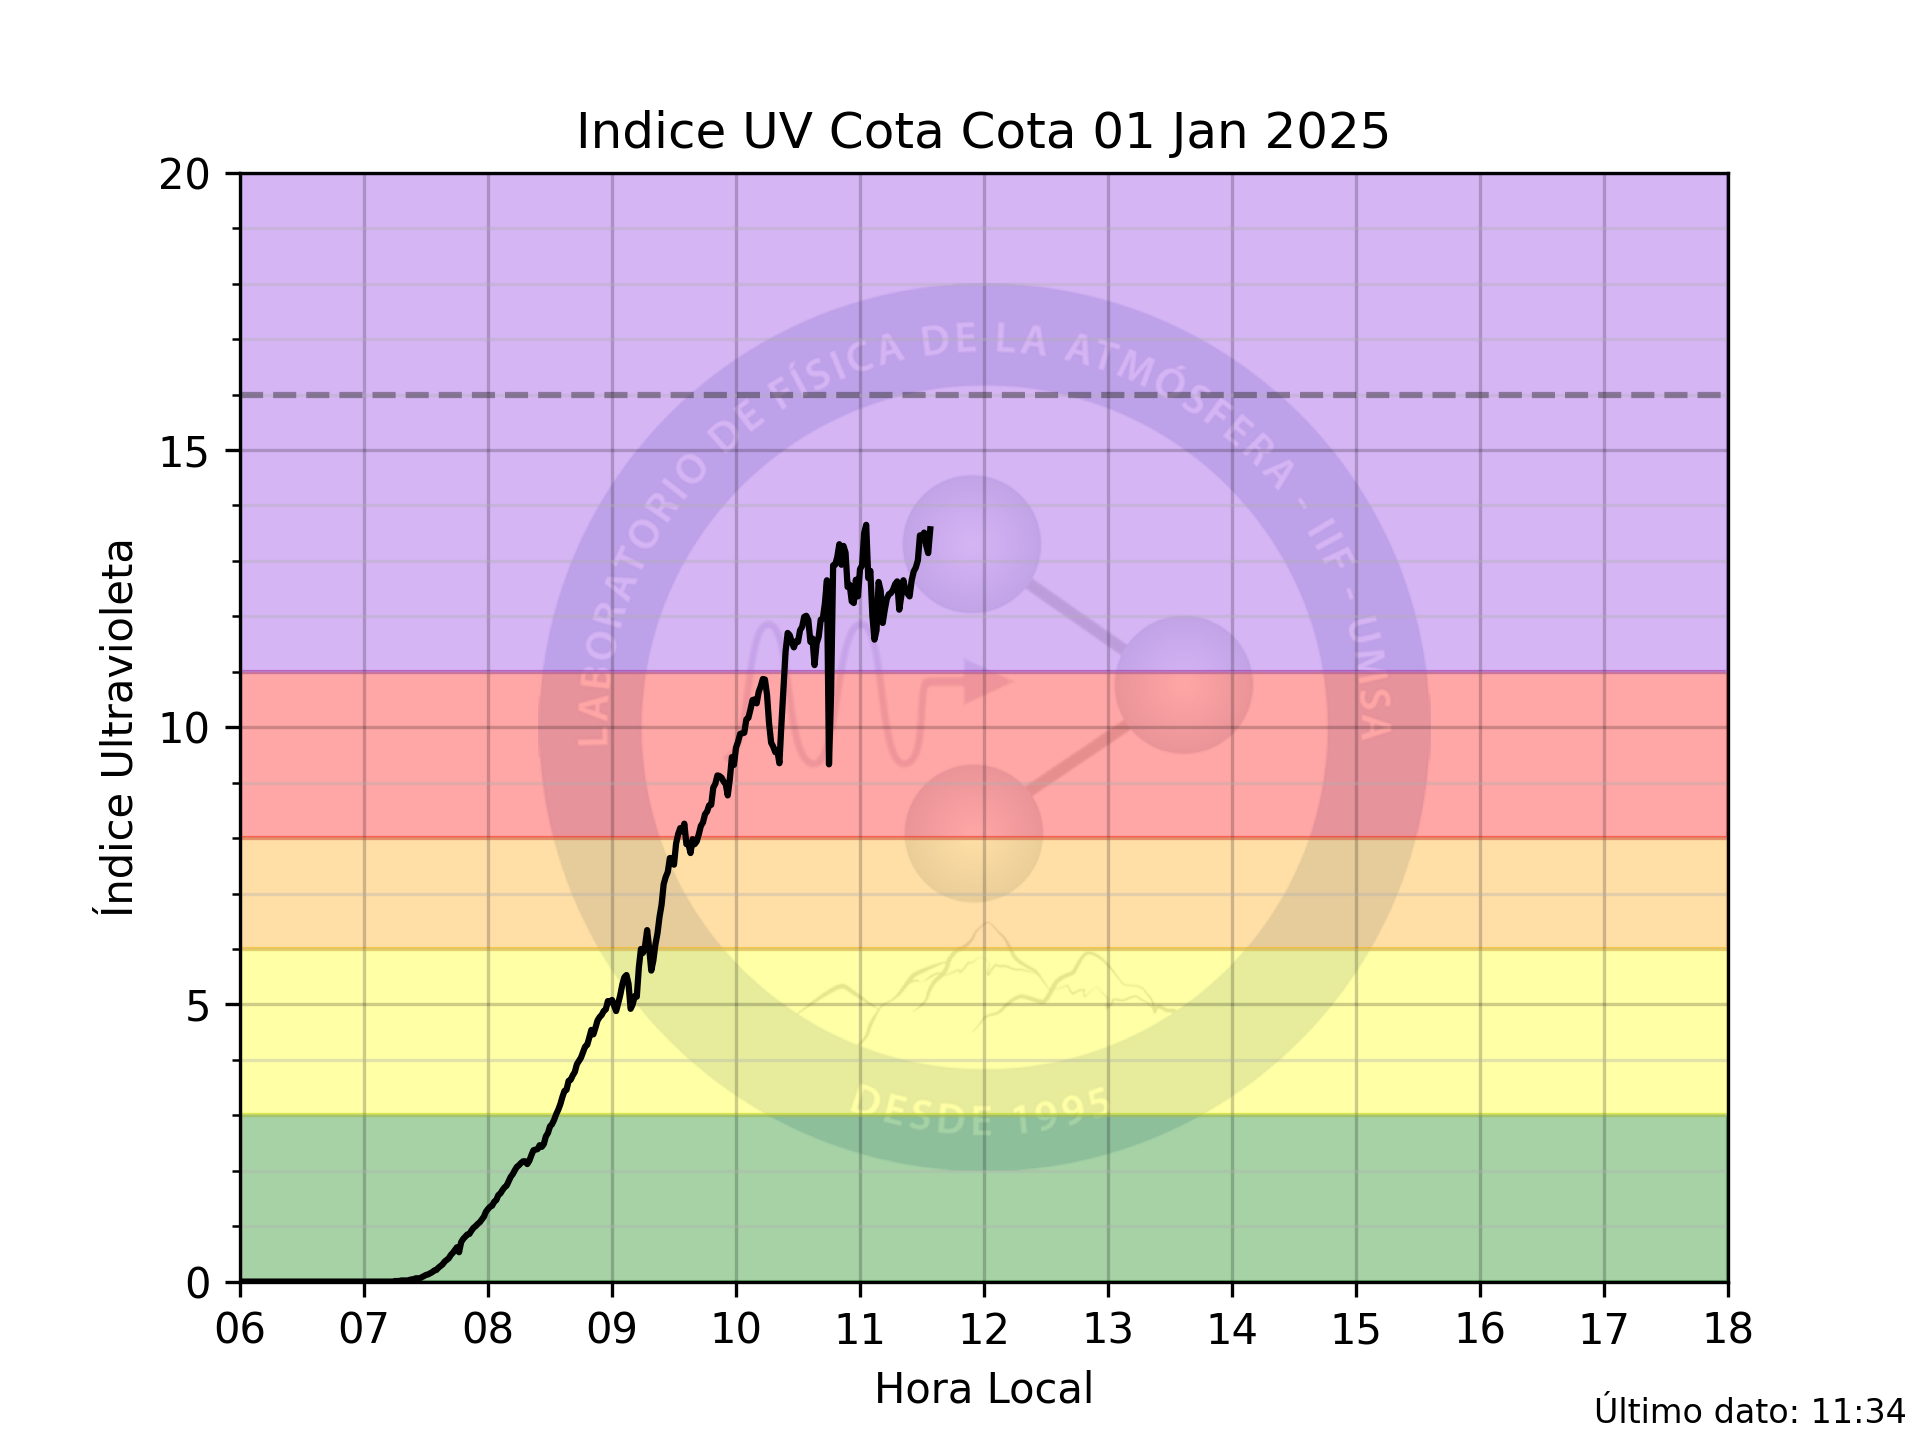 Indice UV Cota Cota 01 Jan 2025
20
15
10
5
0
Índice Ultravioleta
LABORATORIO DE FÍSICA DE LA ATMÓSFERA - IIF - UMSA
DESDE 1995
06 07 08 09 10 11 12 13 14 15 16 17 18
Hora Local
Último dato: 11:34